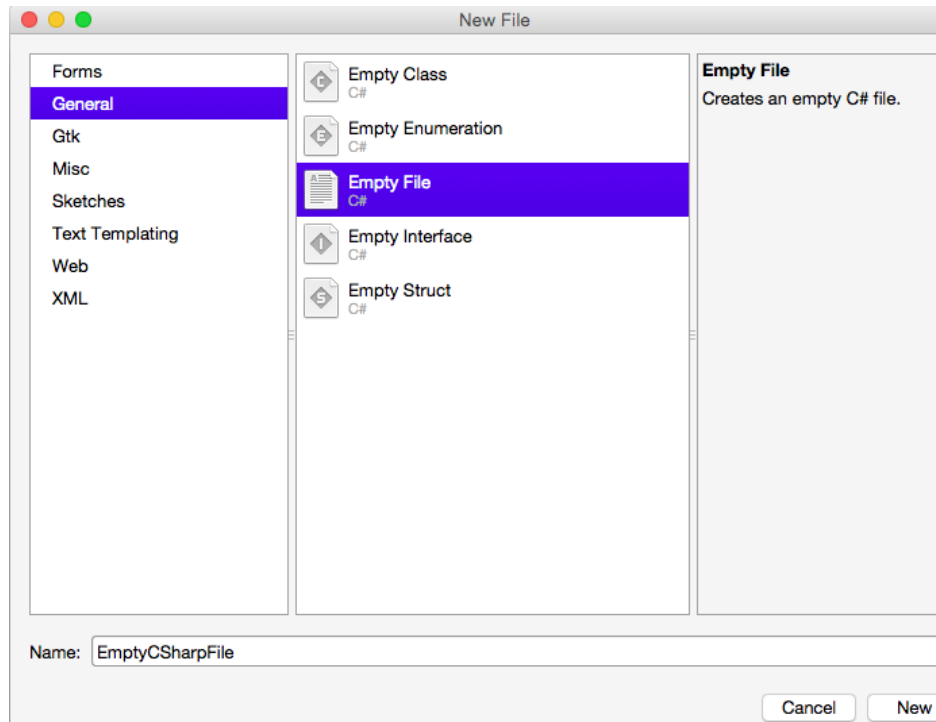 New File
Forms
General
Gtk
Misc
Sketches
Text Templating
Web
XML
Empty Class
C#
Empty Enumeration
C#
Empty File
C#
Empty Interface
C#
Empty Struct
C#
Empty File
Creates an empty C# file.
Name: EmptyCSharpFile
Cancel
New